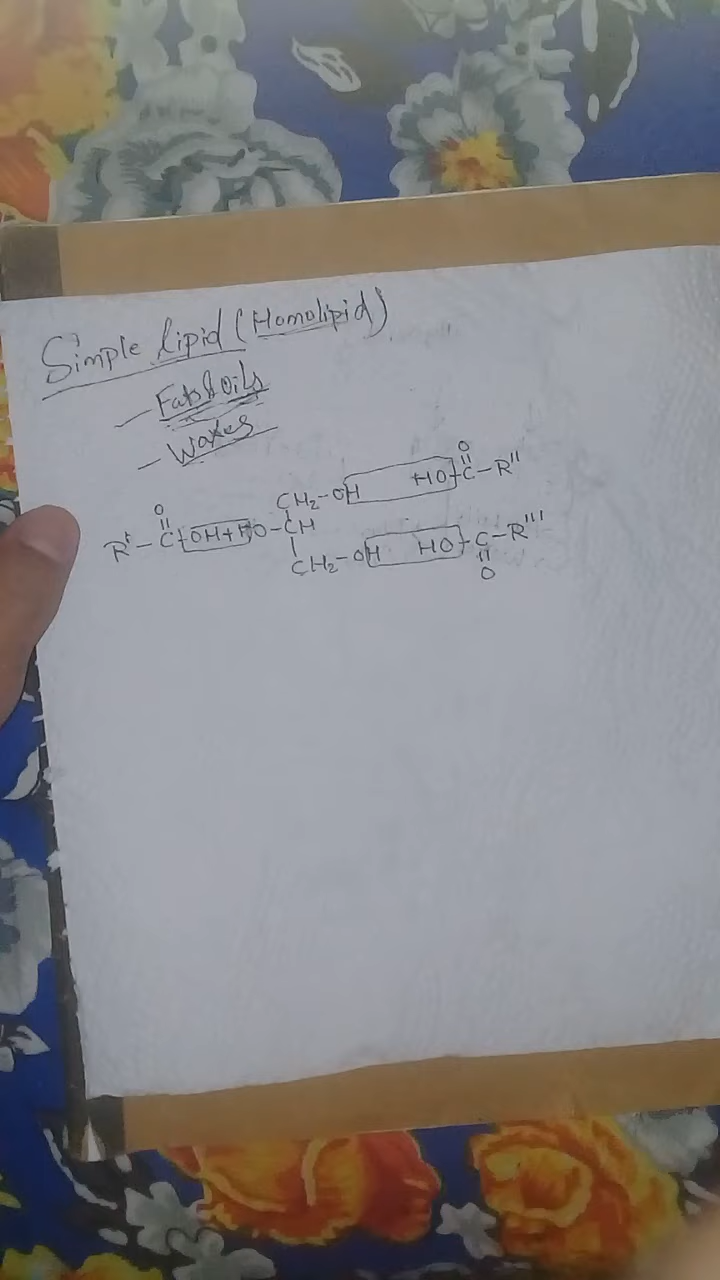 Simple lipid (Homolipid)
- Fats & Oils
- Waxes
O
CH₂-OH HO-C-R"
O
R'-C-OH+HO-CH
CH₂-OH HO-C-R'''
O